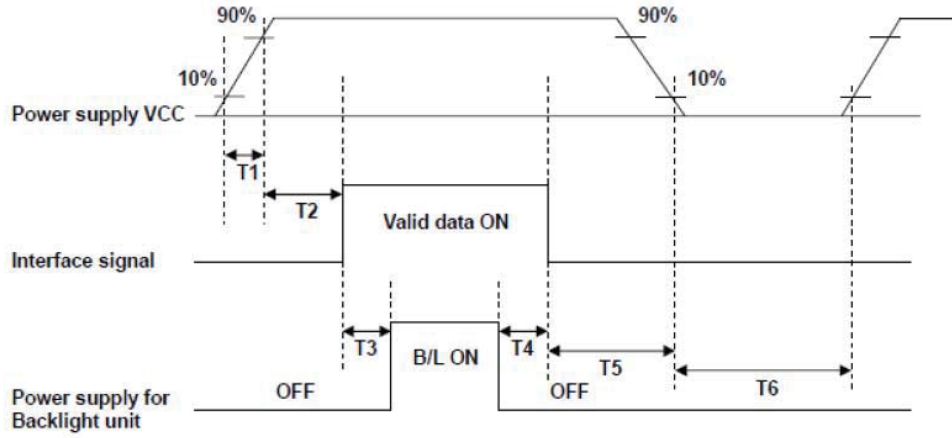 90%
90%
10%
10%
Power supply VCC
T1
T2
Valid data ON
Interface signal
T3
B/L ON
T4
T5
T6
OFF
OFF
Power supply for
Backlight unit